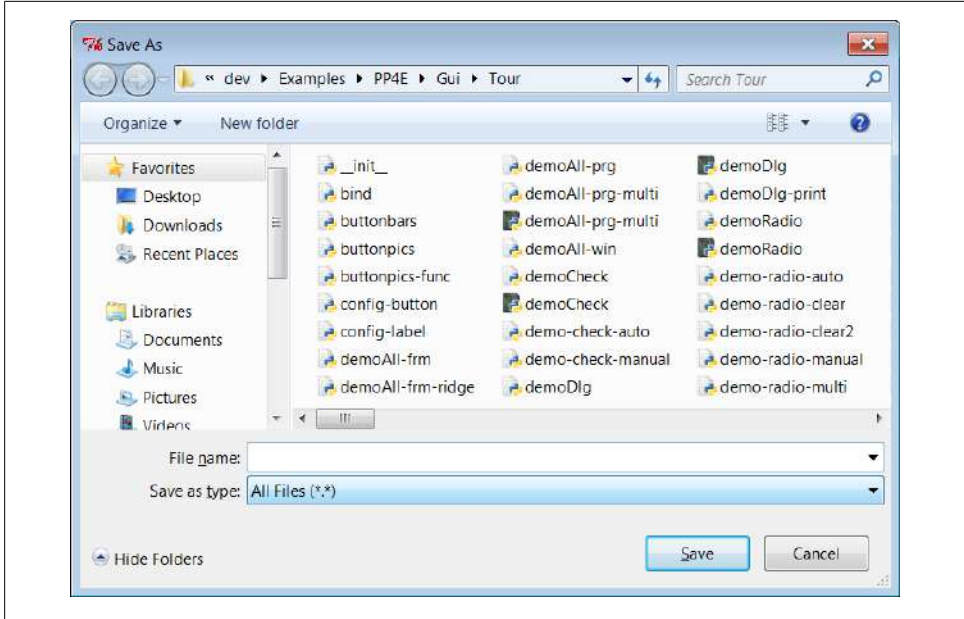 Save As
« dev ▸ Examples ▸ PP4E ▸ Gui ▸ Tour
Search Tour
Organize ▾ New folder
Favorites
Desktop
Downloads
Recent Places
Libraries
Documents
Music
Pictures
Videos
__init__ demoAll-prg demoDlg
bind demoAll-prg-multi demoDlg-print
buttonbars demoAll-prg-multi demoRadio
buttonpics demoAll-win demoRadio
buttonpics-func demoCheck demo-radio-auto
config-button demoCheck demo-radio-clear
config-label demo-check-auto demo-radio-clear2
demoAll-frm demo-check-manual demo-radio-manual
demoAll-frm-ridge demoDlg demo-radio-multi
File name:
Save as type: All Files (*.*)
Hide Folders
Save Cancel